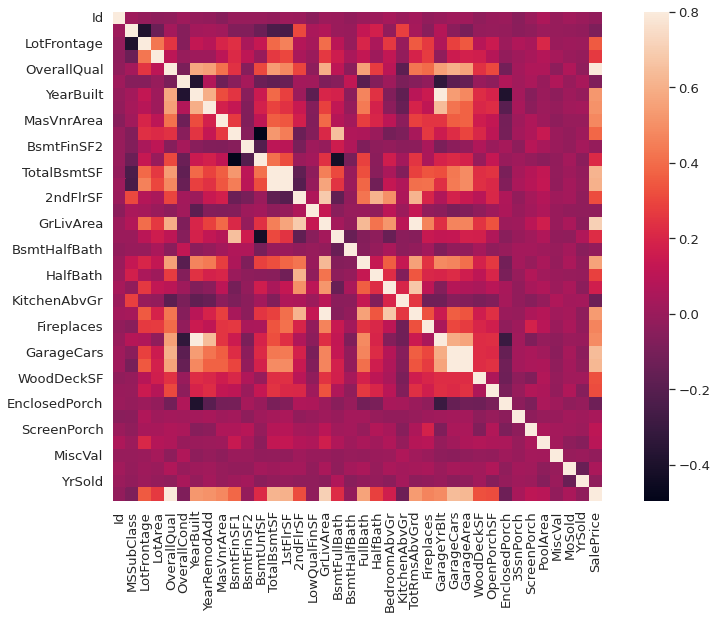 Id
LotFrontage
OverallQual
YearBuilt
MasVnrArea
BsmtFinSF2
TotalBsmtSF
2ndFlrSF
GrLivArea
BsmtHalfBath
HalfBath
KitchenAbvGr
Fireplaces
GarageCars
WoodDeckSF
EnclosedPorch
ScreenPorch
MiscVal
YrSold
Id
MSSubClass
LotFrontage
LotArea
OverallQual
OverallCond
YearBuilt
YearRemodAdd
MasVnrArea
BsmtFinSF1
BsmtFinSF2
BsmtUnfSF
TotalBsmtSF
1stFlrSF
2ndFlrSF
LowQualFinSF
GrLivArea
BsmtFullBath
BsmtHalfBath
FullBath
HalfBath
BedroomAbvGr
KitchenAbvGr
TotRmsAbvGrd
Fireplaces
GarageYrBlt
GarageCars
GarageArea
WoodDeckSF
OpenPorchSF
EnclosedPorch
3SsnPorch
ScreenPorch
PoolArea
MiscVal
MoSold
YrSold
SalePrice
0.8
0.6
0.4
0.2
0.0
−0.2
−0.4